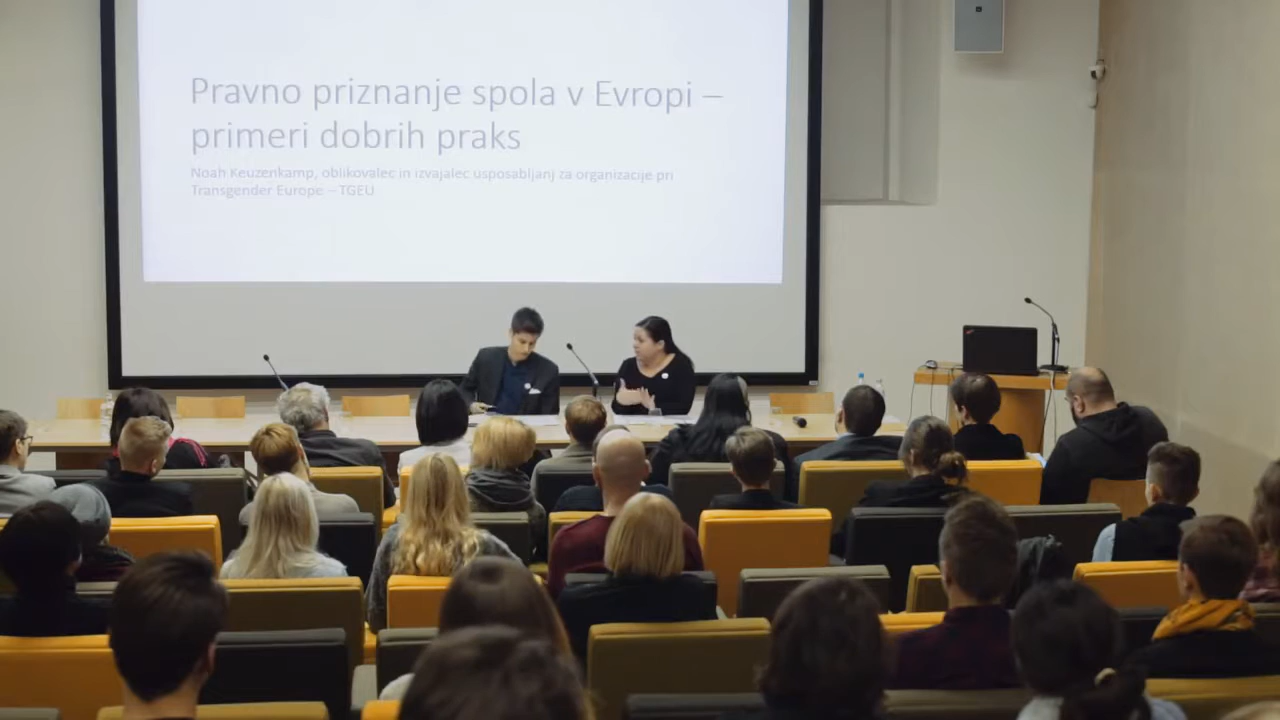 Pravno priznanje spola v Evropi –
primeri dobrih praks
Noah Keuzenkamp, oblikovalec in izvajalec usposabljanj za organizacije pri
Transgender Europe – TGEU